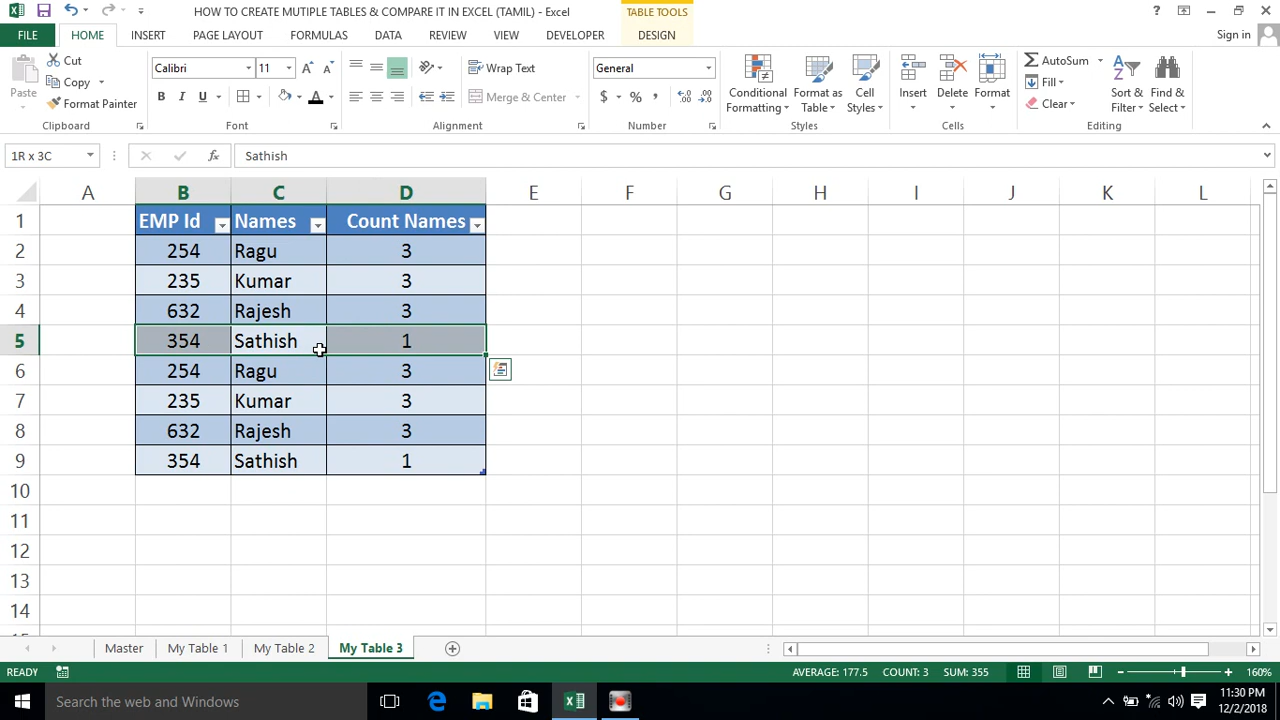 HOW TO CREATE MUTIPLE TABLES & COMPARE IT IN EXCEL (TAMIL) - Excel
TABLE TOOLS
?
FILE HOME INSERT PAGE LAYOUT FORMULAS DATA REVIEW VIEW DEVELOPER DESIGN Sign in
Paste
Cut
Copy
Format Painter
Clipboard
Calibri 11
B I U A
Font
Wrap Text
Merge & Center
Alignment
General
$ % ,
Number
Conditional Formatting
Format as Table
Cell Styles
Styles
Insert Delete Format
Cells
AutoSum
Fill
Clear
Sort & Filter
Find & Select
Editing
1R x 3C fx Sathish
A B C D E F G H I J K L
1 EMP Id Names Count Names
2 254 Ragu 3
3 235 Kumar 3
4 632 Rajesh 3
5 354 Sathish 1
6 254 Ragu 3
7 235 Kumar 3
8 632 Rajesh 3
9 354 Sathish 1
10
11
12
13
14
Master My Table 1 My Table 2 My Table 3
READY AVERAGE: 177.5 COUNT: 3 SUM: 355 160%
Search the web and Windows
11:30 PM
12/2/2018